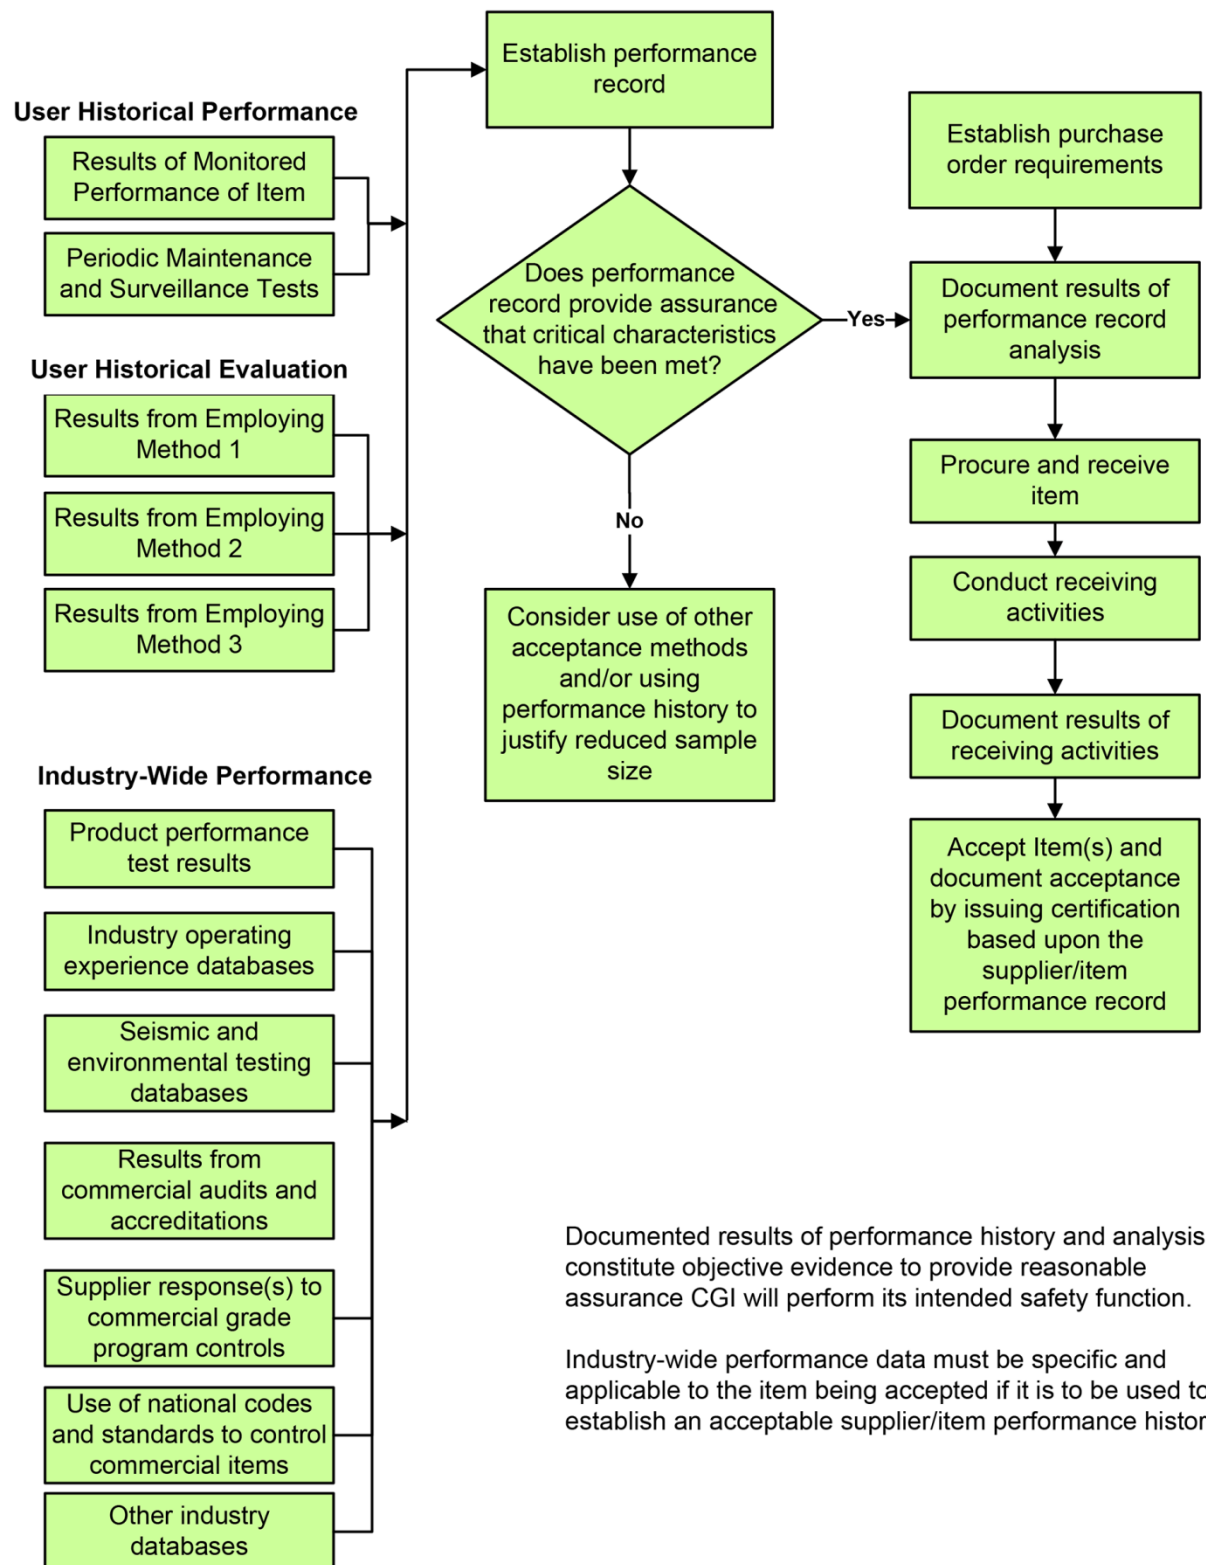 Establish performance
record
User Historical Performance
Results of Monitored
Performance of Item
Periodic Maintenance
and Surveillance Tests
User Historical Evaluation
Results from Employing
Method 1
Results from Employing
Method 2
Results from Employing
Method 3
Industry-Wide Performance
Product performance
test results
Industry operating
experience databases
Seismic and
environmental testing
databases
Results from
commercial audits and
accreditations
Supplier response(s) to
commercial grade
program controls
Use of national codes
and standards to control
commercial items
Other industry
databases
Does performance
record provide assurance
that critical characteristics
have been met?
Yes
No
Consider use of other
acceptance methods
and/or using
performance history to
justify reduced sample
size
Establish purchase
order requirements
Document results of
performance record
analysis
Procure and receive
item
Conduct receiving
activities
Document results of
receiving activities
Accept Item(s) and
document acceptance
by issuing certification
based upon the
supplier/item
performance record
Documented results of performance history and analysis
constitute objective evidence to provide reasonable
assurance CGI will perform its intended safety function.
Industry-wide performance data must be specific and
applicable to the item being accepted if it is to be used to
establish an acceptable supplier/item performance histor